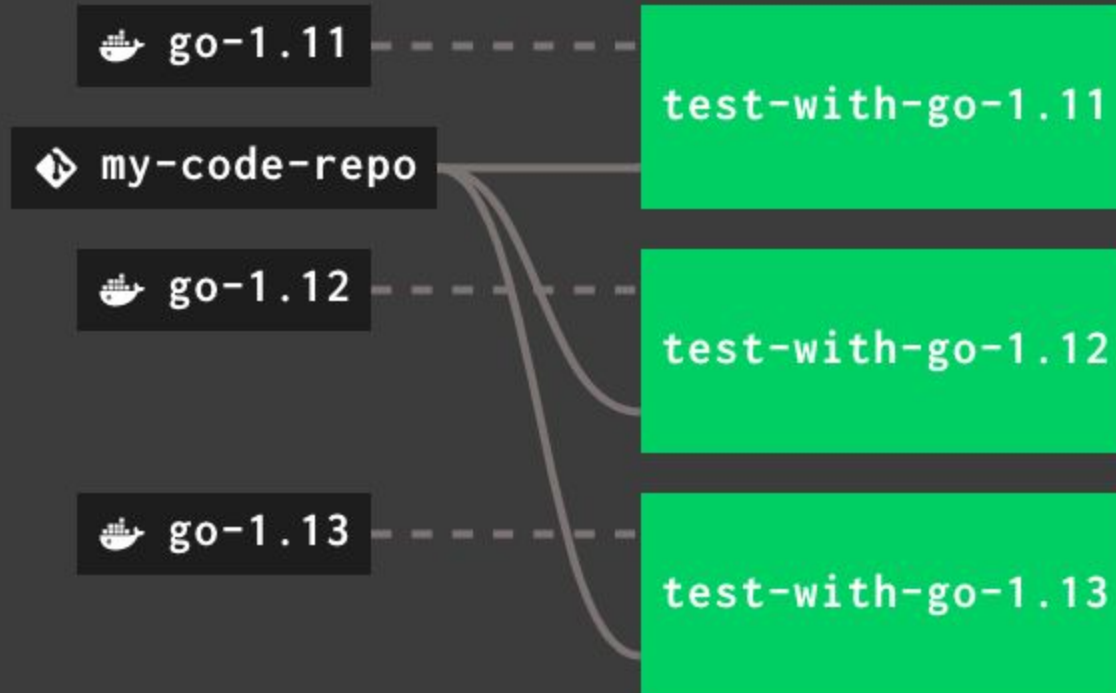 go-1.11
test-with-go-1.11
my-code-repo
go-1.12
test-with-go-1.12
go-1.13
test-with-go-1.13